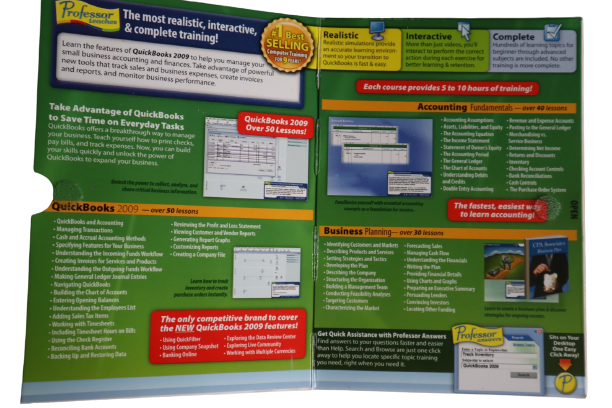 Professor
teaches
The most realistic, interactive,
& complete training!
#1 Best
SELLING
Computer Training
FOR 9 YEARS!
Learn the features of QuickBooks 2009 to help you manage your
small business accounting and finances. Take advantage of powerful
new tools that track sales and business expenses, create invoices
and reports, and monitor business performance.
Take Advantage of QuickBooks
to Save Time on Everyday Tasks
QuickBooks offers a breakthrough way to manage
your business. Teach yourself how to print checks,
pay bills, and track expenses. Now, you can build
your skills quickly and unlock the power of
QuickBooks to expand your business.
QuickBooks 2009
Over 50 Lessons!
Unlock the power to collect, analyze, and
share critical business information.
QuickBooks 2009 — over 50 lessons
• QuickBooks and Accounting
• Managing Transactions
• Cash and Accrual Accounting Methods
• Specifying Features for Your Business
• Understanding the Incoming Funds Workflow
• Creating Invoices for Services and Products
• Understanding the Outgoing Funds Workflow
• Making General Ledger Journal Entries
• Navigating QuickBooks
• Building the Chart of Accounts
• Entering Opening Balances
• Understanding the Employees List
• Adding Sales Tax Items
• Working with Timesheets
• Including Timesheet Hours on Bills
• Using the Check Register
• Reconciling Bank Accounts
• Backing Up and Restoring Data
• Reviewing the Profit and Loss Statement
• Viewing Customer and Vendor Reports
• Generating Report Graphs
• Customizing Reports
• Creating a Company File
Learn how to track
inventory and create
purchase orders instantly.
The only competitive brand to cover
the NEW QuickBooks 2009 features!
• Using QuickFilter
• Using Company Snapshot
• Banking Online
• Exploring the Data Review Center
• Exploring Live Community
• Working with Multiple Currencies
Realistic
Realistic simulations provide
an accurate learning environ-
ment so your transition to
QuickBooks is fast & easy.
Interactive
More than just videos, you'll
interact to perform the correct
action during each exercise for
better learning & retention.
Complete
Hundreds of learning topics for
beginner through advanced
subjects are included. No other
training is more complete.
Each course provides 5 to 10 hours of training!
Accounting Fundamentals — over 40 lessons
• Accounting Assumptions
• Assets, Liabilities, and Equity
• The Accounting Equation
• The Income Statement
• Statement of Owner's Equity
• The Accounting Period
• The General Ledger
• The Chart of Accounts
• Understanding Debits
and Credits
• Double Entry Accounting
• Revenue and Expense Accounts
• Posting to the General Ledger
• Merchandising vs.
Service Business
• Determining Net Income
• Returns and Discounts
• Inventory
• Checking Account Controls
• Bank Reconciliations
• Cash Controls
• The Purchase Order System
Familiarize yourself with essential accounting
concepts as a foundation for success.
The fastest, easiest way
to learn accounting!
OPEN
Business Planning — over 30 lessons
• Identifying Customers and Markets
• Describing Products and Services
• Setting Strategies and Tactics
• Developing the Plan
• Describing the Company
• Structuring the Organization
• Building a Management Team
• Conducting Feasibility Analyses
• Targeting Customers
• Characterizing the Market
• Forecasting Sales
• Managing Cash Flow
• Understanding the Financials
• Writing the Plan
• Providing Financial Details
• Using Charts and Graphs
• Preparing an Executive Summary
• Persuading Lenders
• Convincing Investors
• Locating Other Funding
Learn to create a business plan & discover
strategies for ongoing success.
Get Quick Assistance with Professor Answers
Find answers to your questions faster and easier
than Help. Search and Browse are just one click
away to help you locate specific topic training
you need, right when you need it.
Professor
answers
Track Inventory
QuickBooks 2009
Sits on Your
Desktop
One Easy
Click Away!